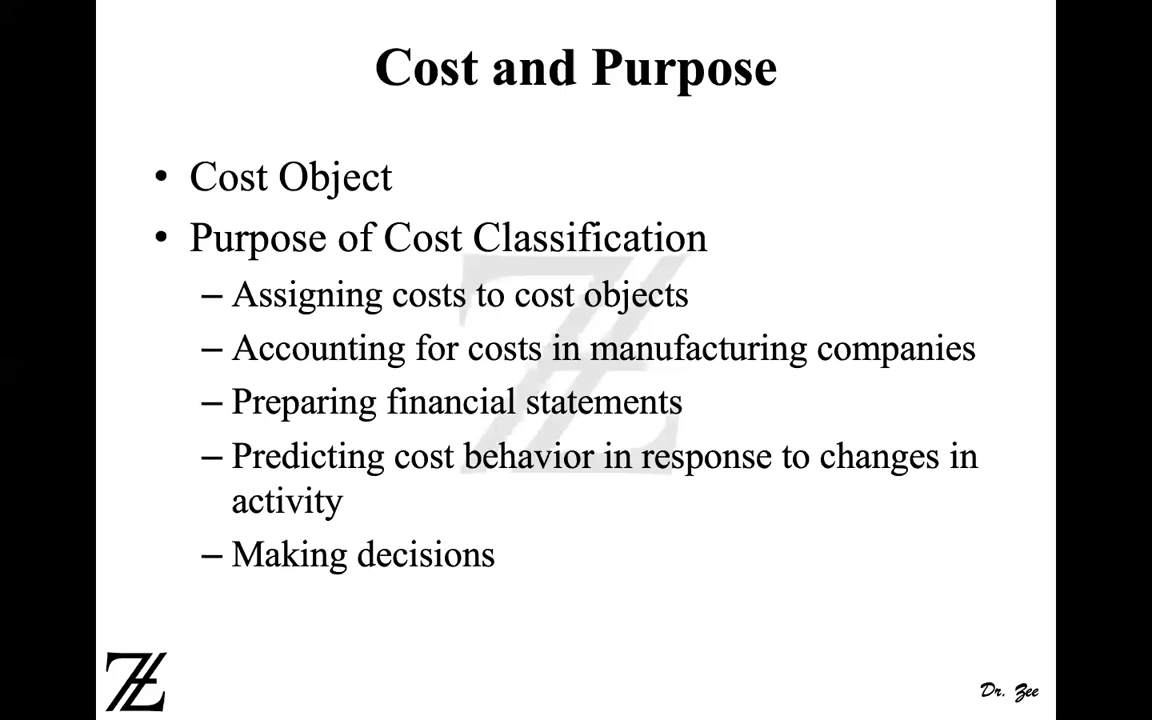 Cost and Purpose
• Cost Object
• Purpose of Cost Classification
– Assigning costs to cost objects
– Accounting for costs in manufacturing companies
– Preparing financial statements
– Predicting cost behavior in response to changes in
activity
– Making decisions
Dr. Zee